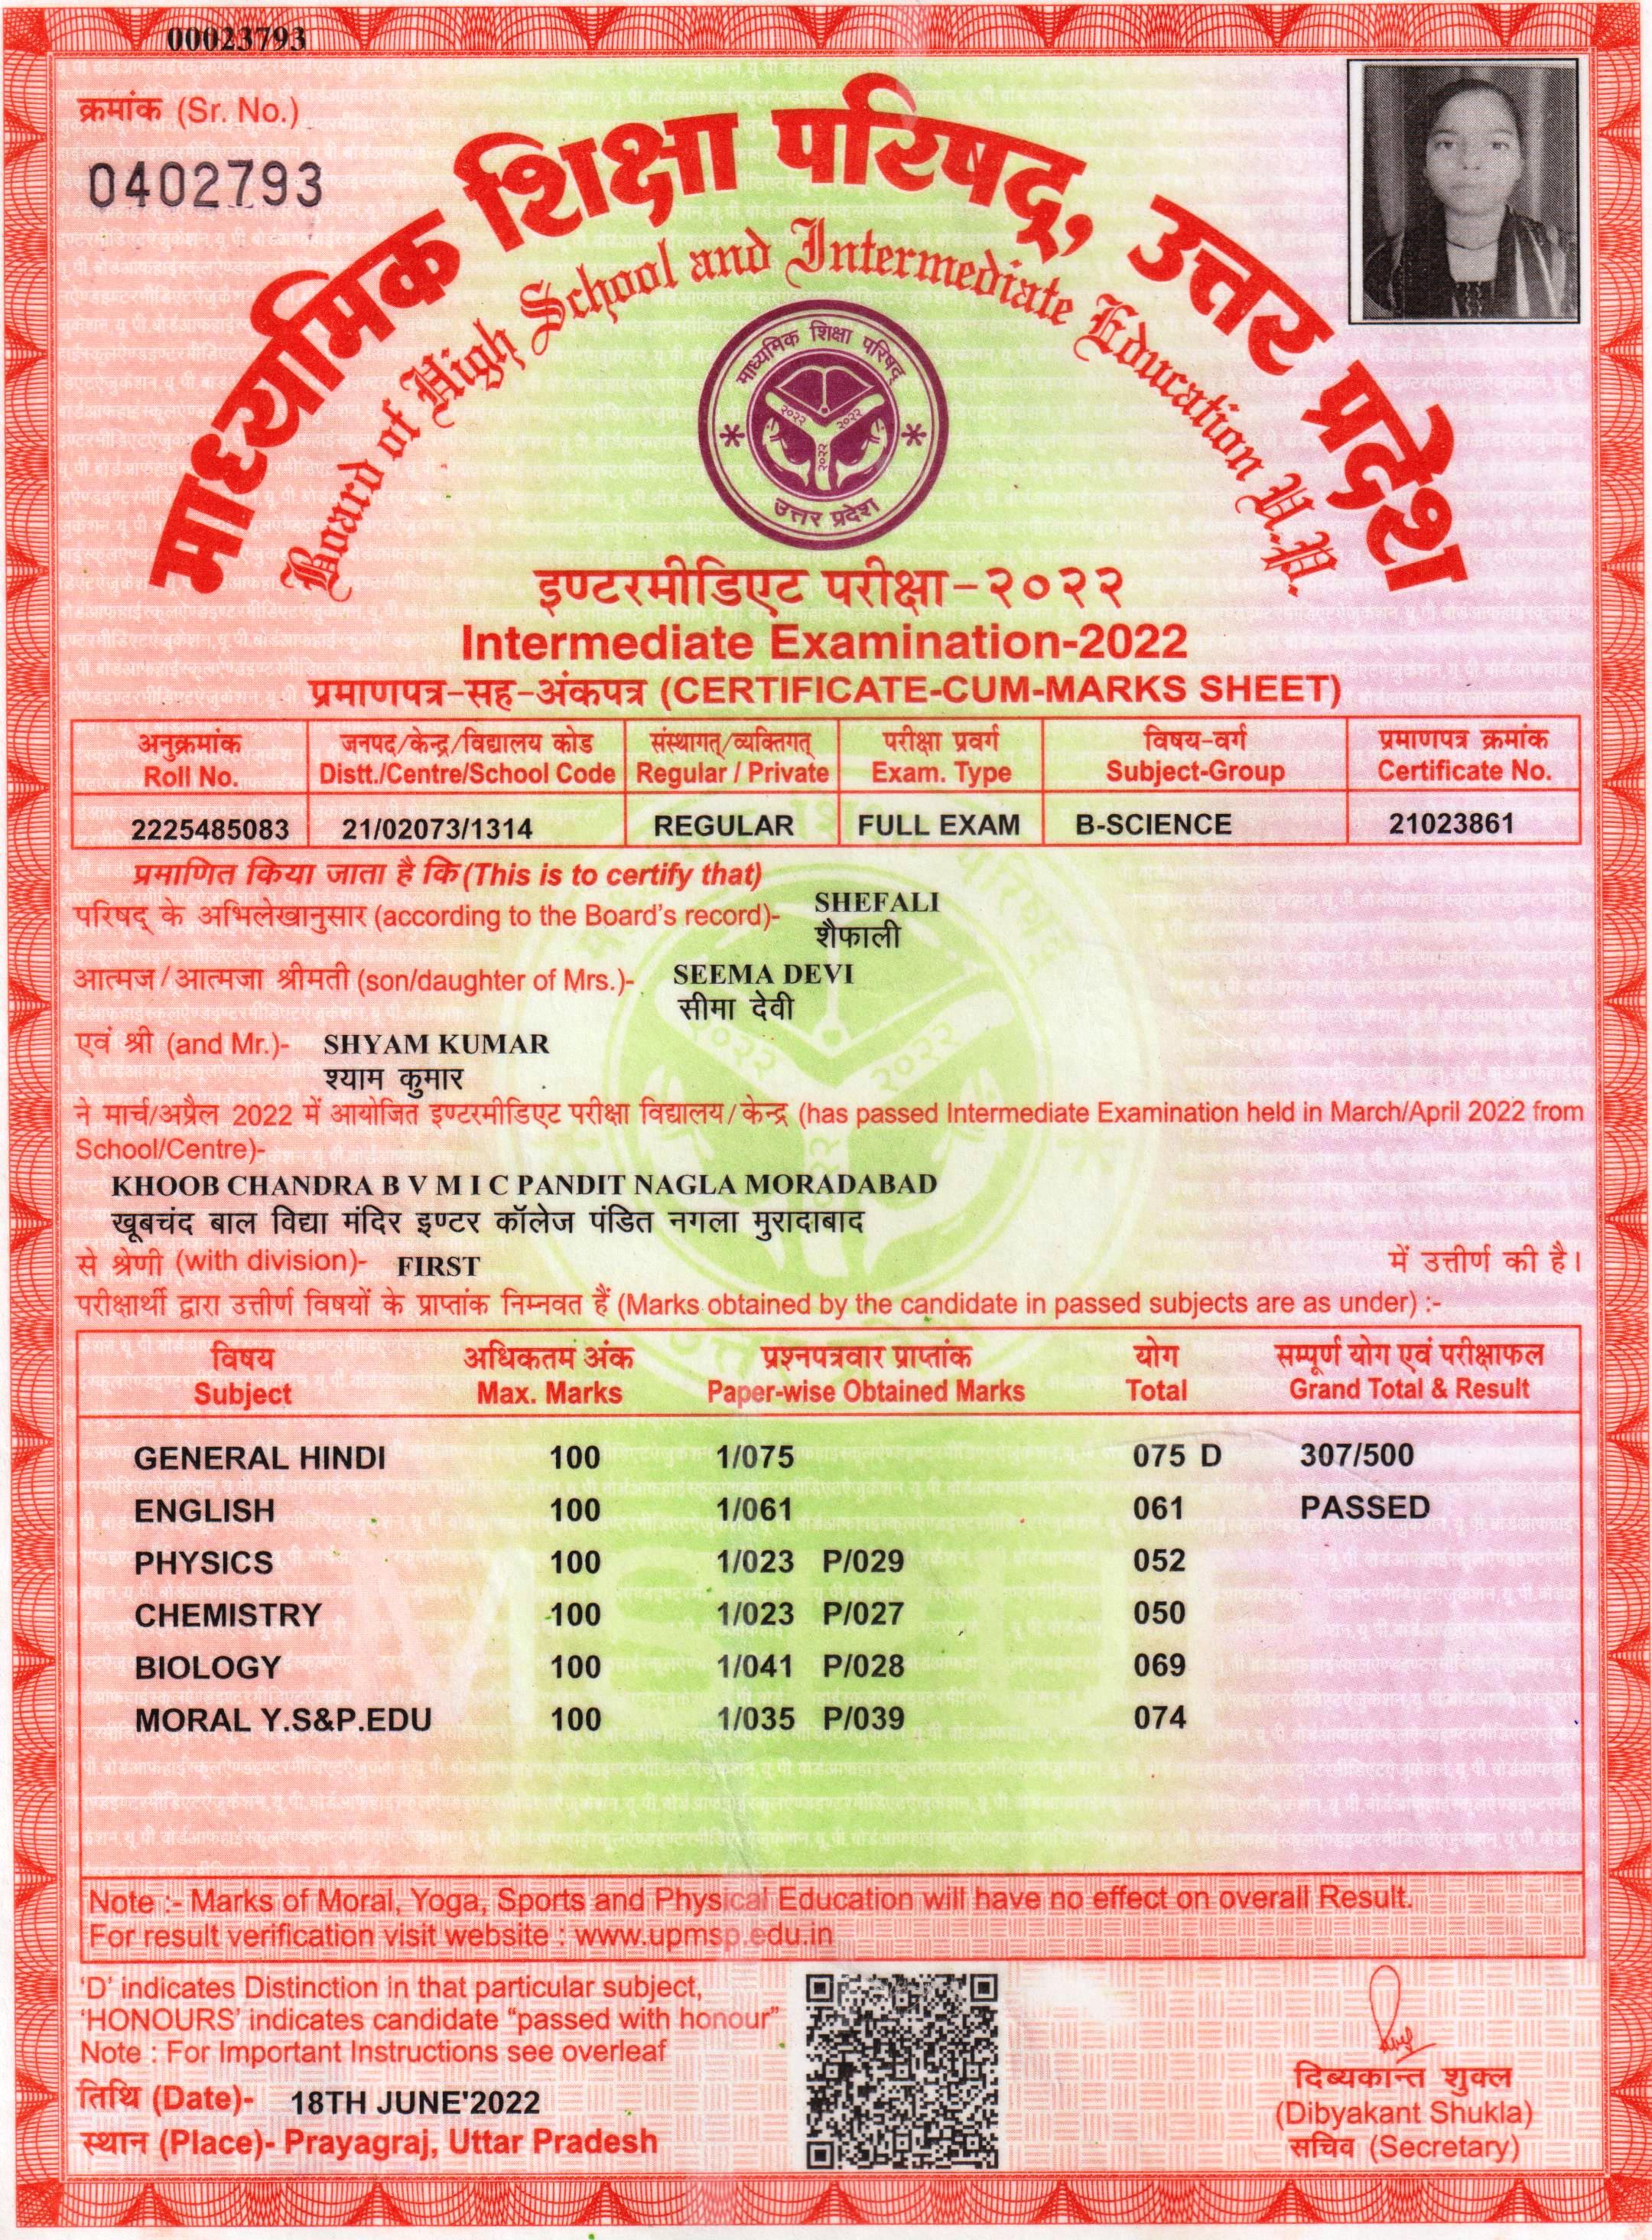 00023793
क्रमांक (Sr. No.)
0402793
माध्यमिक शिक्षा परिषद्, उत्तर प्रदेश
Board of High School and Intermediate Education U.P.
माध्यमिक शिक्षा परिषद्
२०२२ २०२२
२०२२
उत्तर प्रदेश
इण्टरमीडिएट परीक्षा-२०२२
Intermediate Examination-2022
प्रमाणपत्र-सह-अंकपत्र (CERTIFICATE-CUM-MARKS SHEET)
अनुक्रमांक जनपद/केन्द्र/विद्यालय कोड संस्थागत्/व्यक्तिगत् परीक्षा प्रवर्ग विषय-वर्ग प्रमाणपत्र क्रमांक
Roll No. Distt./Centre/School Code Regular / Private Exam. Type Subject-Group Certificate No.
2225485083 21/02073/1314 REGULAR FULL EXAM B-SCIENCE 21023861
प्रमाणित किया जाता है कि (This is to certify that)
परिषद् के अभिलेखानुसार (according to the Board's record)- SHEFALI
शैफाली
आत्मज/आत्मजा श्रीमती (son/daughter of Mrs.)- SEEMA DEVI
सीमा देवी
एवं श्री (and Mr.)- SHYAM KUMAR
श्याम कुमार
ने मार्च/अप्रैल 2022 में आयोजित इण्टरमीडिएट परीक्षा विद्यालय/केन्द्र (has passed Intermediate Examination held in March/April 2022 from
School/Centre)-
KHOOB CHANDRA B V M I C PANDIT NAGLA MORADABAD
खूबचंद बाल विद्या मंदिर इण्टर कॉलेज पंडित नगला मुरादाबाद
से श्रेणी (with division)- FIRST में उत्तीर्ण की है।
परीक्षार्थी द्वारा उत्तीर्ण विषयों के प्राप्तांक निम्नवत हैं (Marks obtained by the candidate in passed subjects are as under) :-
विषय अधिकतम अंक प्रश्नपत्रवार प्राप्तांक योग सम्पूर्ण योग एवं परीक्षाफल
Subject Max. Marks Paper-wise Obtained Marks Total Grand Total & Result
GENERAL HINDI 100 1/075 075 D 307/500
ENGLISH 100 1/061 061 PASSED
PHYSICS 100 1/023 P/029 052
CHEMISTRY 100 1/023 P/027 050
BIOLOGY 100 1/041 P/028 069
MORAL Y.S&P.EDU 100 1/035 P/039 074
Note :- Marks of Moral, Yoga, Sports and Physical Education will have no effect on overall Result.
For result verification visit website : www.upmsp.edu.in
'D' indicates Distinction in that particular subject,
'HONOURS' indicates candidate "passed with honour"
Note : For Important Instructions see overleaf
तिथि (Date)- 18TH JUNE'2022
स्थान (Place)- Prayagraj, Uttar Pradesh
दिब्यकान्त शुक्ल
(Dibyakant Shukla)
सचिव (Secretary)